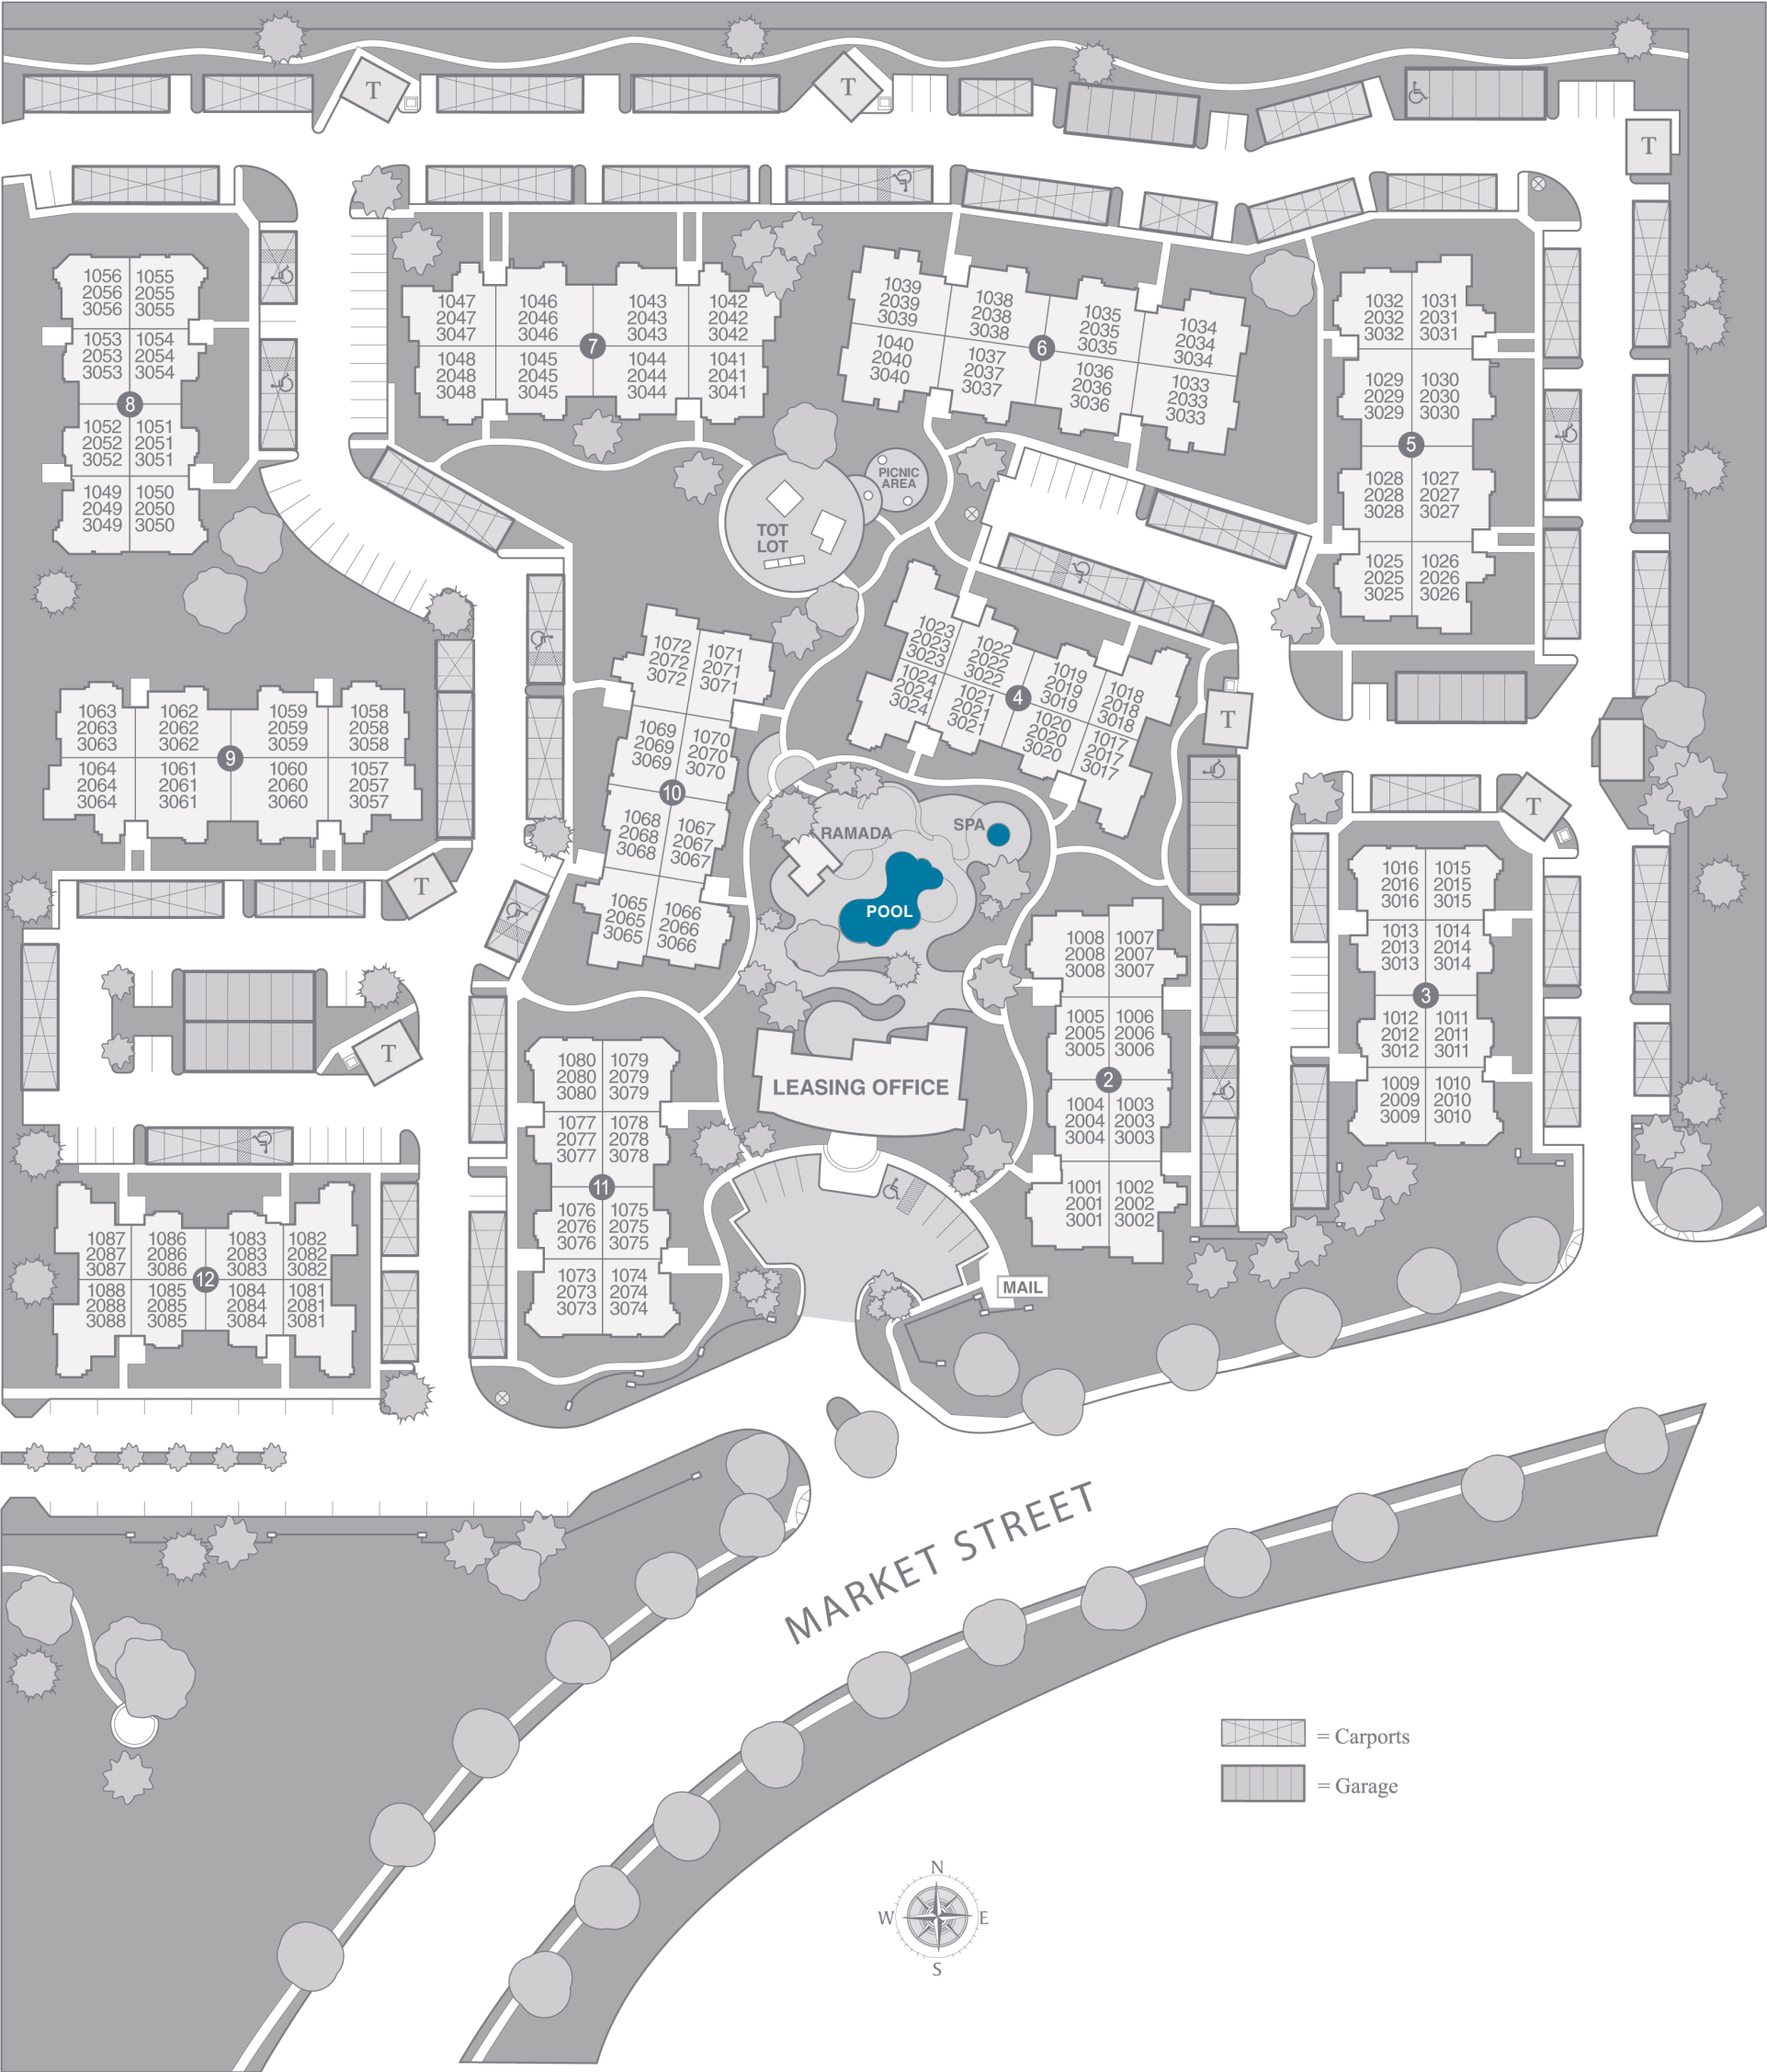 T
T
T
1056 1055
2056 2055
3056 3055
1053 1054
2053 2054
3053 3054
8
1052 1051
2052 2051
3052 3051
1049 1050
2049 2050
3049 3050
1047 1046 1043 1042
2047 2046 2043 2042
3047 3046 3043 3042
7
1048 1045 1044 1041
2048 2045 2044 2041
3048 3045 3044 3041
1039 1038 1035 1034
2039 2038 2035 2034
3039 3038 3035 3034
6
1040 1037 1036 1033
2040 2037 2036 2033
3040 3037 3036 3033
1032 1031
2032 2031
3032 3031
1029 1030
2029 2030
3029 3030
5
1028 1027
2028 2027
3028 3027
1025 1026
2025 2026
3025 3026
PICNIC
AREA
TOT
LOT
1023 1022 1019 1018
2023 2022 2019 2018
3023 3022 3019 3018
4
1024 1021 1020 1017
2024 2021 2020 2017
3024 3021 3020 3017
T
1063 1062 1059 1058
2063 2062 2059 2058
3063 3062 3059 3058
9
1064 1061 1060 1057
2064 2061 2060 2057
3064 3061 3060 3057
T
1072 1071
2072 2071
3072 3071
1069 1070
2069 2070
3069 3070
10
1068 1067
2068 2067
3068 3067
1065 1066
2065 2066
3065 3066
RAMADA
SPA
POOL
T
1016 1015
2016 2015
3016 3015
1013 1014
2013 2014
3013 3014
3
1012 1011
2012 2011
3012 3011
1009 1010
2009 2010
3009 3010
1008 1007
2008 2007
3008 3007
1005 1006
2005 2006
3005 3006
2
1004 1003
2004 2003
3004 3003
1001 1002
2001 2002
3001 3002
T
LEASING OFFICE
1080 1079
2080 2079
3080 3079
1077 1078
2077 2078
3077 3078
11
1076 1075
2076 2075
3076 3075
1073 1074
2073 2074
3073 3074
1087 1086 1083 1082
2087 2086 2083 2082
3087 3086 3083 3082
12
1088 1085 1084 1081
2088 2085 2084 2081
3088 3085 3084 3081
MAIL
MARKET STREET
= Carports
= Garage
N
W E
S